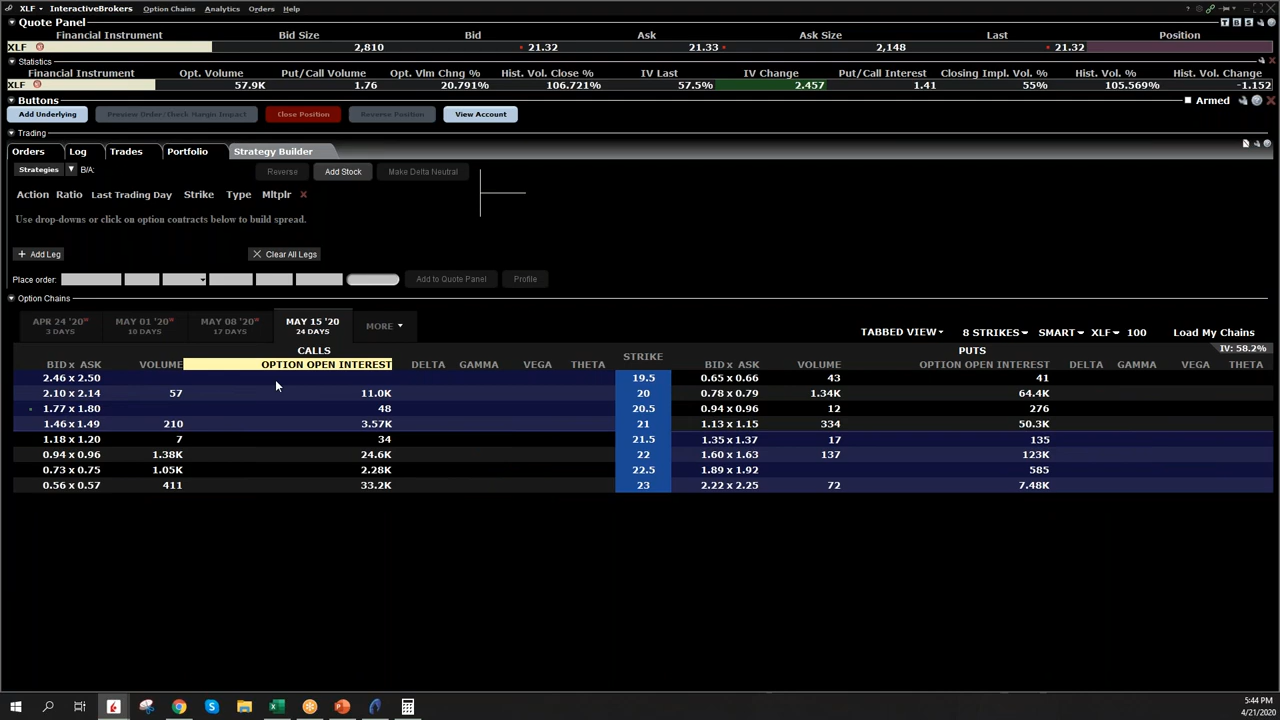 XLF InteractiveBrokers Option Chains Analytics Orders Help
Quote Panel
Financial Instrument Bid Size Bid Ask Ask Size Last Position
XLF 2,810 21.32 21.33 2,148 21.32
Statistics
Financial Instrument Opt. Volume Put/Call Volume Opt. Vlm Chng % Hist. Vol. Close % IV Last IV Change Put/Call Interest Closing Impl. Vol. % Hist. Vol. % Hist. Vol. Change
XLF 57.9K 1.76 20.791% 106.721% 57.5% 2.457 1.41 55% 105.569% -1.152
Buttons Armed
Add Underlying Preview Order/Check Margin Impact Close Position Reverse Position View Account
Trading
Orders Log Trades Portfolio Strategy Builder
Strategies B/A: Reverse Add Stock Make Delta Neutral
Action Ratio Last Trading Day Strike Type Mltplr
Use drop-downs or click on option contracts below to build spread.
+ Add Leg X Clear All Legs
Place order: Add to Quote Panel Profile
Option Chains
APR 24 '20 MAY 01 '20 MAY 08 '20 MAY 15 '20 MORE
3 DAYS 10 DAYS 17 DAYS 24 DAYS
TABBED VIEW 8 STRIKES SMART XLF 100 Load My Chains
CALLS STRIKE PUTS IV: 58.2%
BID x ASK VOLUME OPTION OPEN INTEREST DELTA GAMMA VEGA THETA BID x ASK VOLUME OPTION OPEN INTEREST DELTA GAMMA VEGA THETA
2.46 x 2.50 19.5 0.65 x 0.66 43 41
2.10 x 2.14 57 11.0K 20 0.78 x 0.79 1.34K 64.4K
1.77 x 1.80 48 20.5 0.94 x 0.96 12 276
1.46 x 1.49 210 3.57K 21 1.13 x 1.15 334 50.3K
1.18 x 1.20 7 34 21.5 1.35 x 1.37 17 135
0.94 x 0.96 1.38K 24.6K 22 1.60 x 1.63 137 123K
0.73 x 0.75 1.05K 2.28K 22.5 1.89 x 1.92 585
0.56 x 0.57 411 33.2K 23 2.22 x 2.25 72 7.48K
5:44 PM
4/21/2020